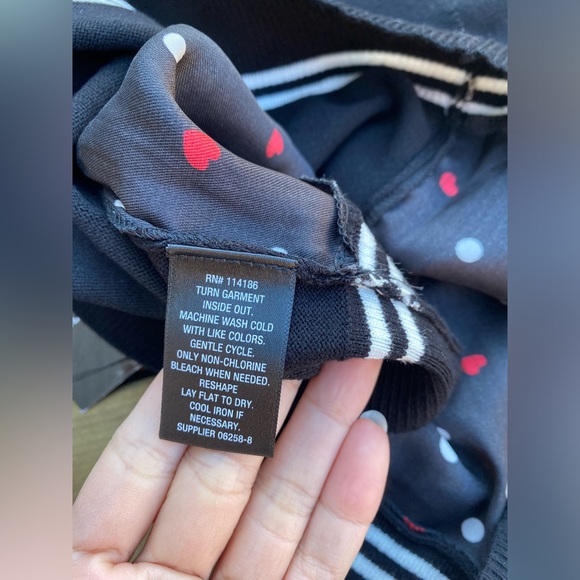 RN# 114186
TURN GARMENT
INSIDE OUT.
MACHINE WASH COLD
WITH LIKE COLORS.
GENTLE CYCLE.
ONLY NON-CHLORINE
BLEACH WHEN NEEDED.
RESHAPE
LAY FLAT TO DRY.
COOL IRON IF
NECESSARY.
SUPPLIER 06258-8